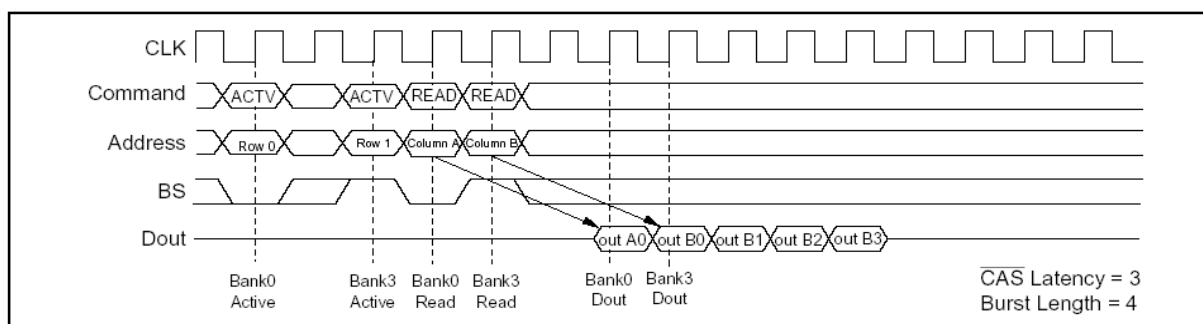 CLK
Command ACTV ACTV READ READ
Address Row 0 Row 1 Column A Column B
BS
Dout out A0 out B0 out B1 out B2 out B3
Bank0 Active Bank3 Active Bank0 Read Bank3 Read Bank0 Dout Bank3 Dout
CAS Latency = 3
Burst Length = 4